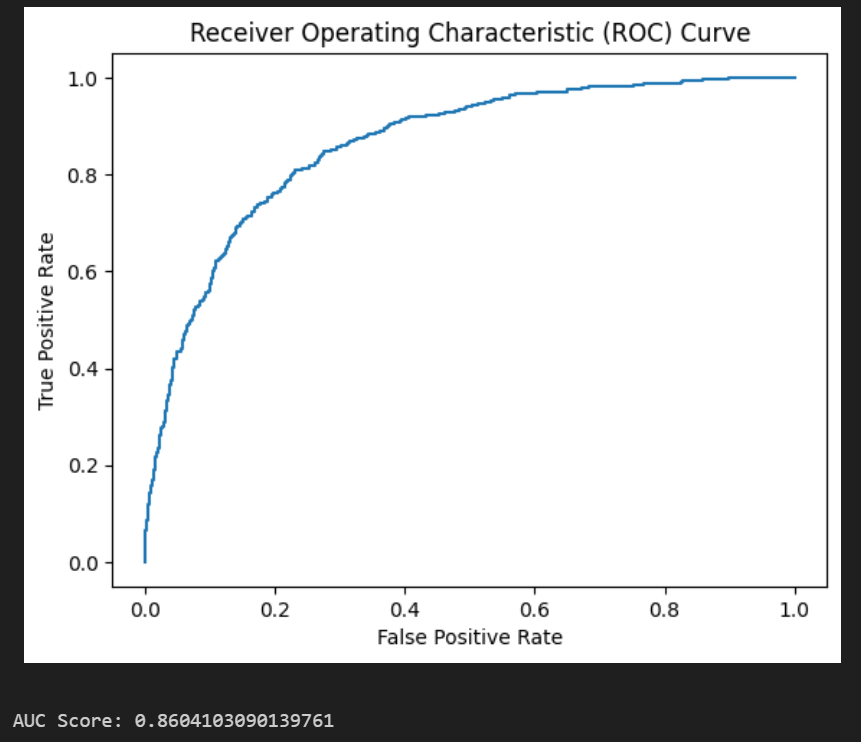 Receiver Operating Characteristic (ROC) Curve
1.0
0.8
0.6
0.4
0.2
0.0
True Positive Rate
0.0 0.2 0.4 0.6 0.8 1.0
False Positive Rate
AUC Score: 0.8604103090139761